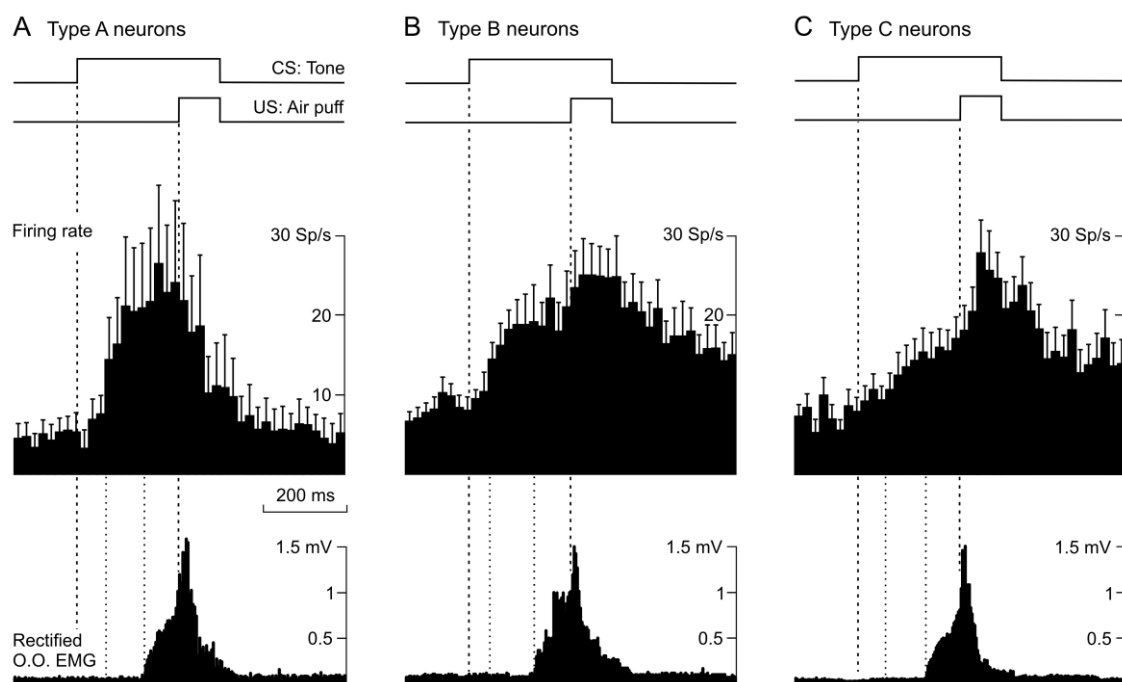 A Type A neurons
B Type B neurons
C Type C neurons
CS: Tone
US: Air puff
Firing rate
30 Sp/s
20
10
30 Sp/s
20
30 Sp/s
200 ms
Rectified
O.O. EMG
1.5 mV
1
0.5
1.5 mV
1
0.5
1.5 mV
1
0.5